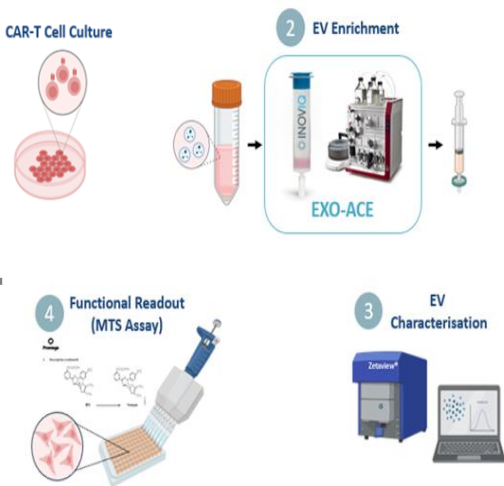 CAR-T Cell Culture
2
EV Enrichment
INOVIQ
EXO-ACE
4
Functional Readout
(MTS Assay)
Promega
3
EV
Characterisation
Zetaview®